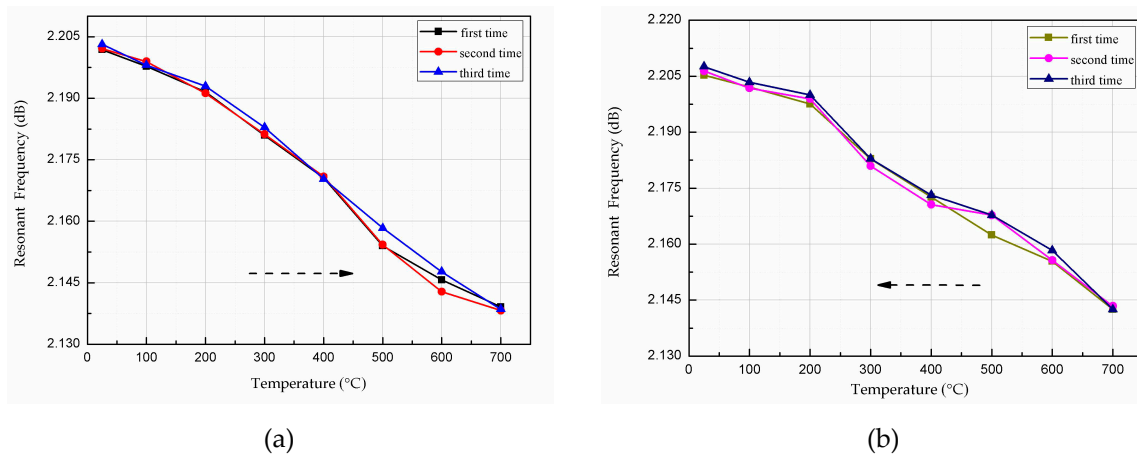 2.205
2.190
2.175
2.160
2.145
2.130
Resonant Frequency (dB)
first time
second time
third time
0 100 200 300 400 500 600 700
Temperature (°C)
(a)
2.220
2.205
2.190
2.175
2.160
2.145
2.130
Resonant Frequency (dB)
first time
second time
third time
0 100 200 300 400 500 600 700
Temperature (°C)
(b)